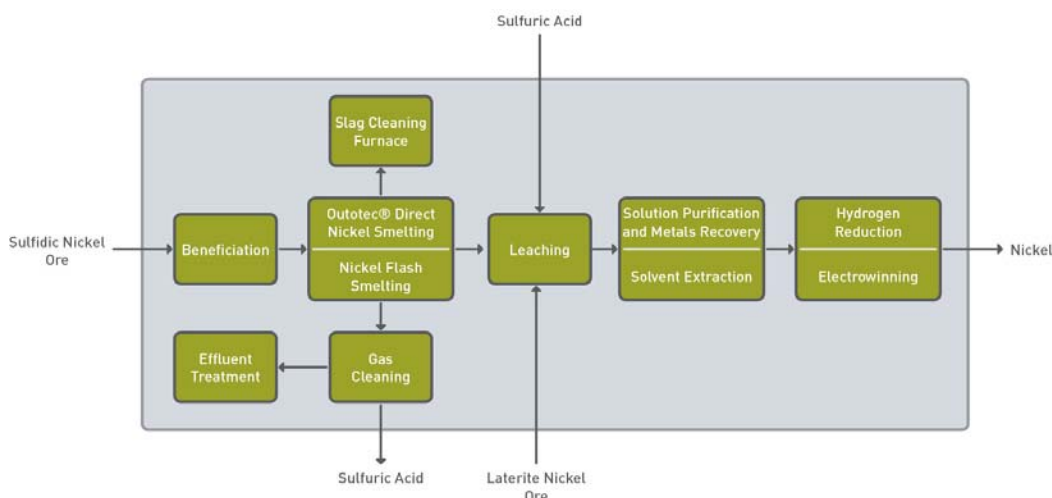 Sulfuric Acid
Slag Cleaning
Furnace
Sulfidic Nickel
Ore
Beneficiation
Outotec® Direct
Nickel Smelting
Nickel Flash
Smelting
Leaching
Solution Purification
and Metals Recovery
Solvent Extraction
Hydrogen
Reduction
Electrowinning
Nickel
Effluent
Treatment
Gas
Cleaning
Sulfuric Acid
Laterite Nickel
Ore